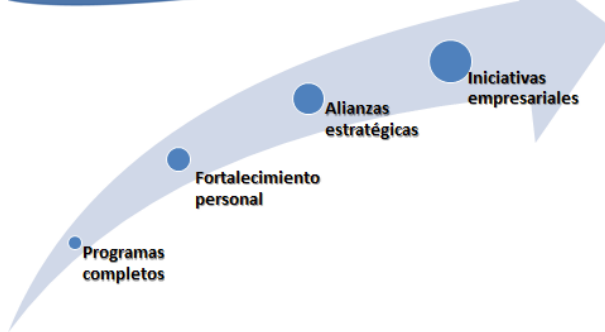 Iniciativas
empresariales
Alianzas
estratégicas
Fortalecimiento
personal
Programas
completos